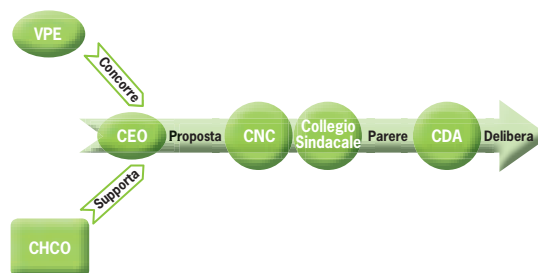 VPE
Concorre
CEO
Proposta
CNC
Collegio
Sindacale
Parere
CDA
Delibera
Supporta
CHCO